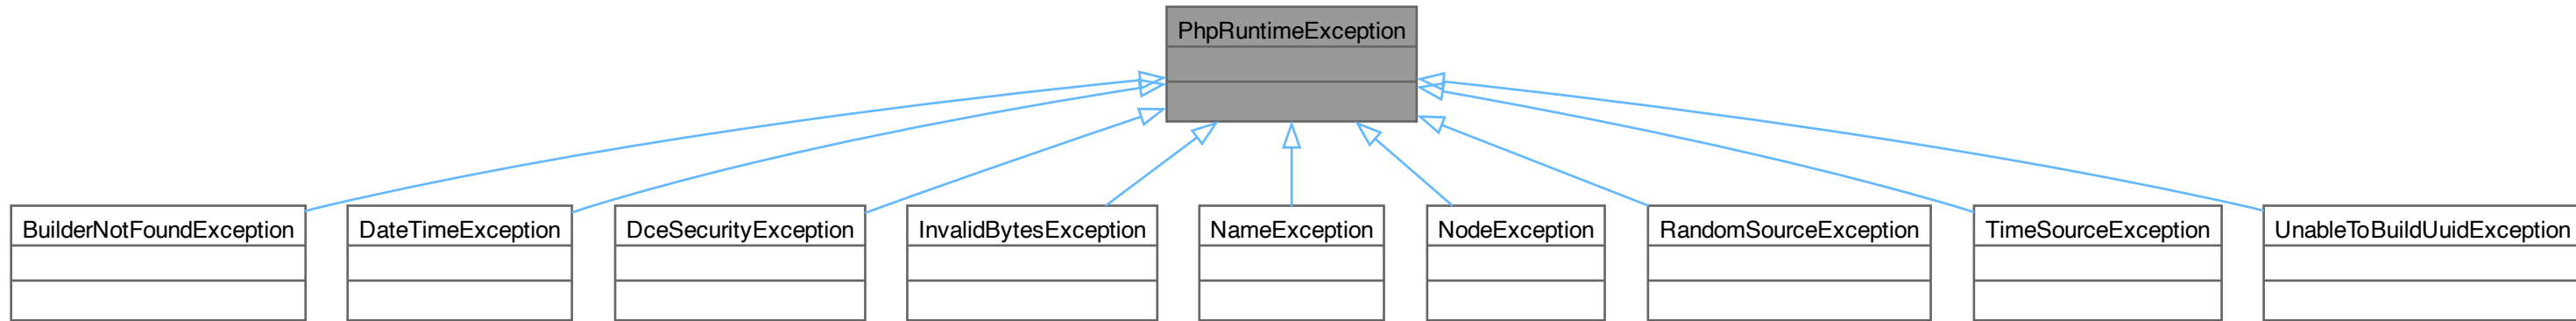 PhpRuntimeException
BuilderNotFoundException
DateTimeException
DceSecurityException
InvalidBytesException
NameException
NodeException
RandomSourceException
TimeSourceException
UnableToBuildUuidException